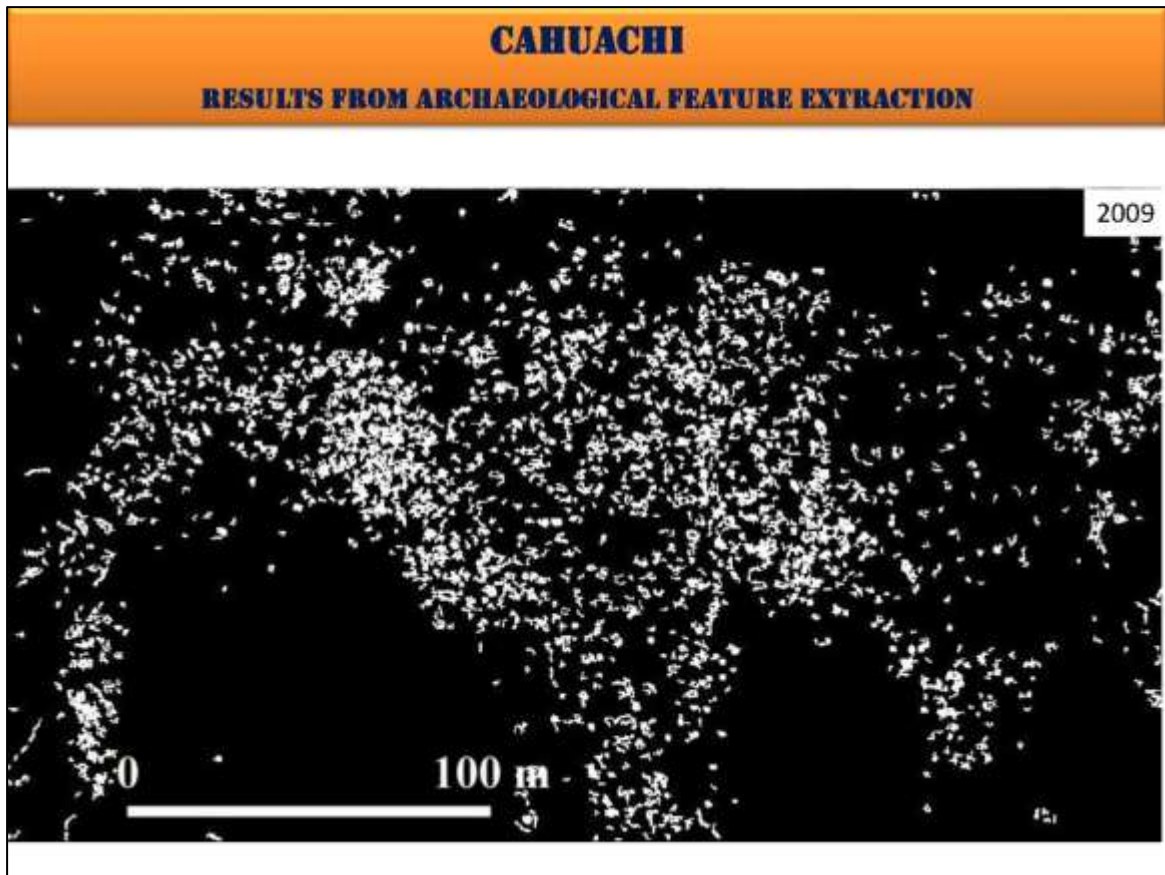 CAHUACHI
RESULTS FROM ARCHAEOLOGICAL FEATURE EXTRACTION
2009
0 100 m